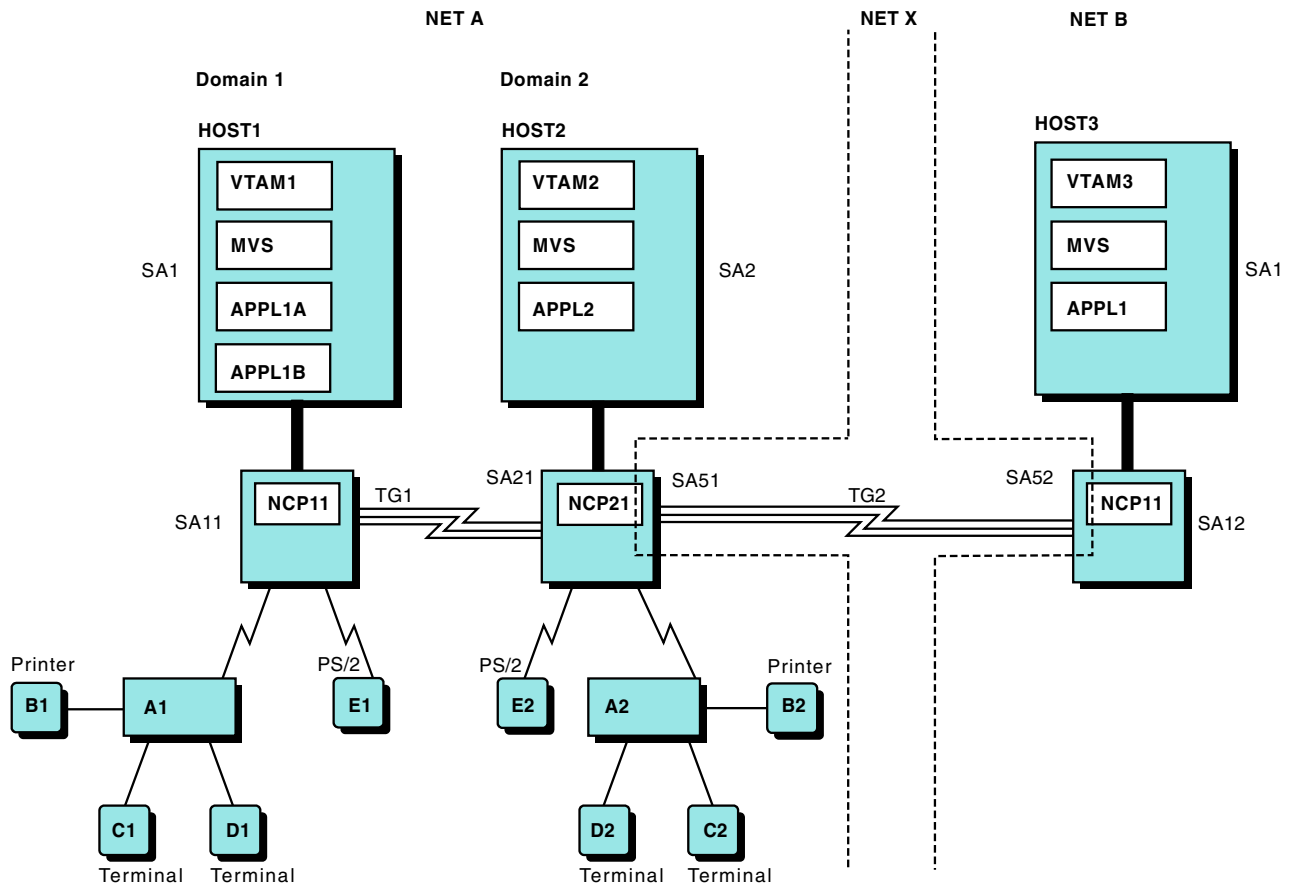 NET A
NET X
NET B
Domain 1
Domain 2
HOST1
HOST2
HOST3
VTAM1
MVS
APPL1A
APPL1B
SA1
VTAM2
MVS
APPL2
SA2
VTAM3
MVS
APPL1
SA1
NCP11
SA11
TG1
SA21
NCP21
SA51
TG2
SA52
NCP11
SA12
Printer
B1
A1
PS/2
E1
PS/2
E2
A2
Printer
B2
C1
Terminal
D1
Terminal
D2
Terminal
C2
Terminal